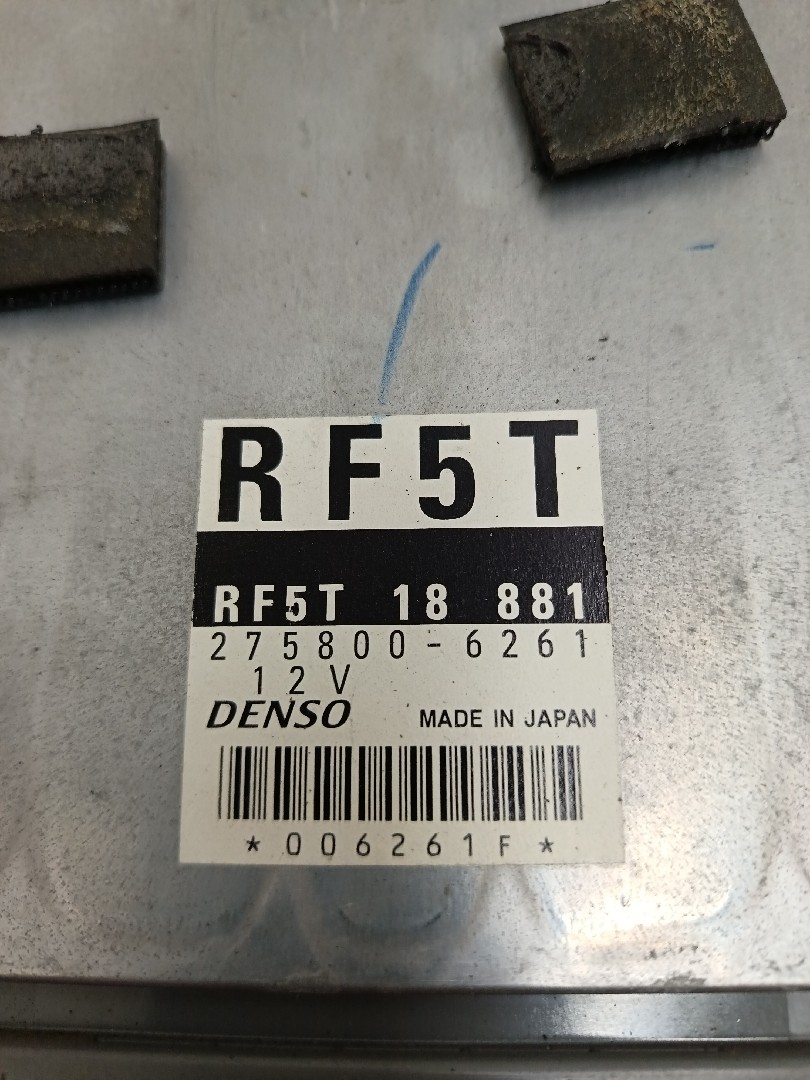 RF5T
RF5T 18 881
275800-6261
12V
DENSO MADE IN JAPAN
*006261F*